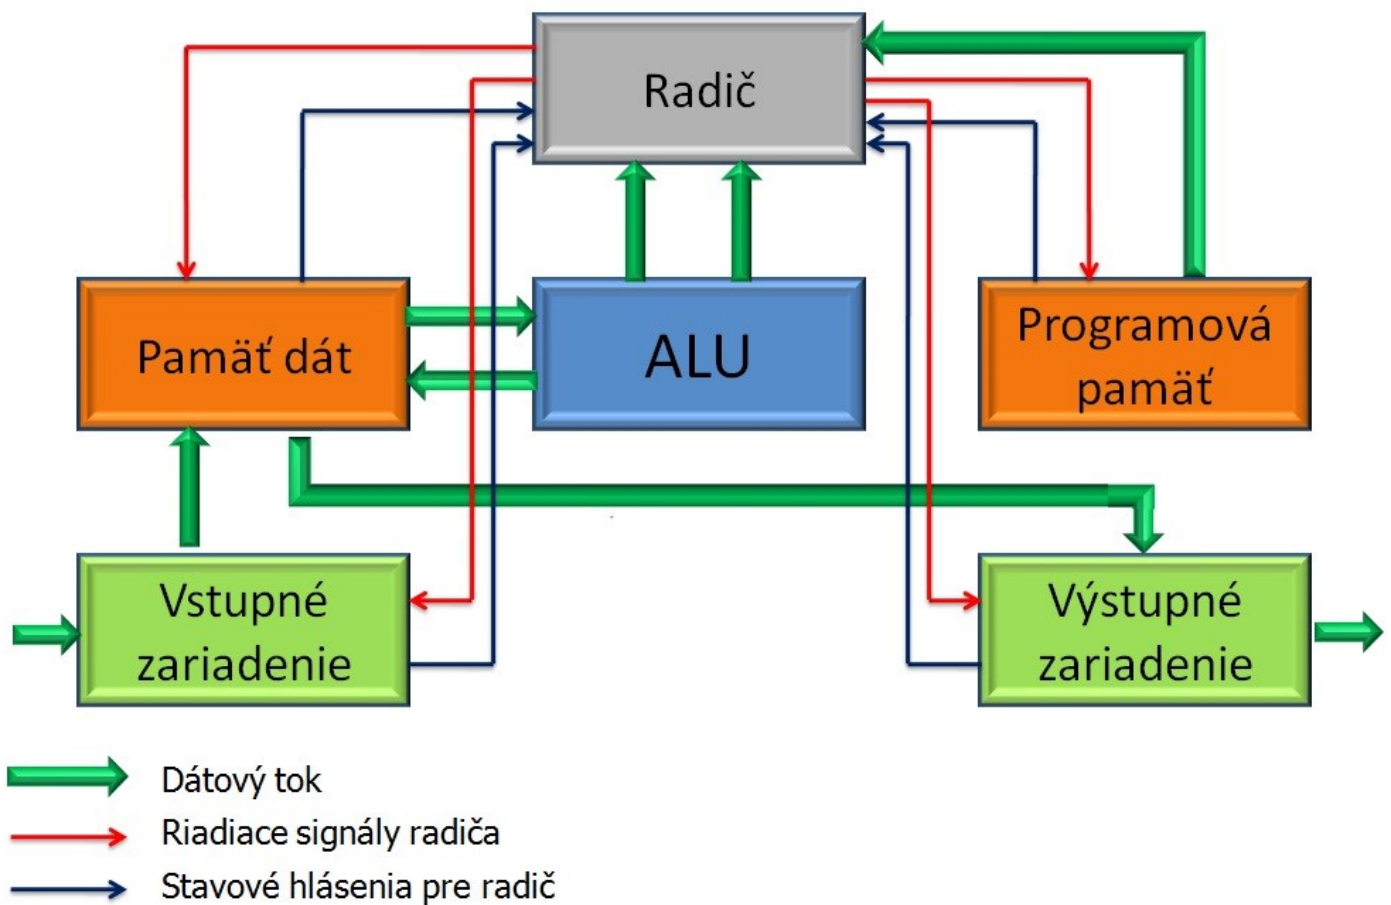 Radič
Pamäť dát
ALU
Programová
pamäť
Vstupné
zariadenie
Výstupné
zariadenie
Dátový tok
Riadiace signály radiča
Stavové hlásenia pre radič